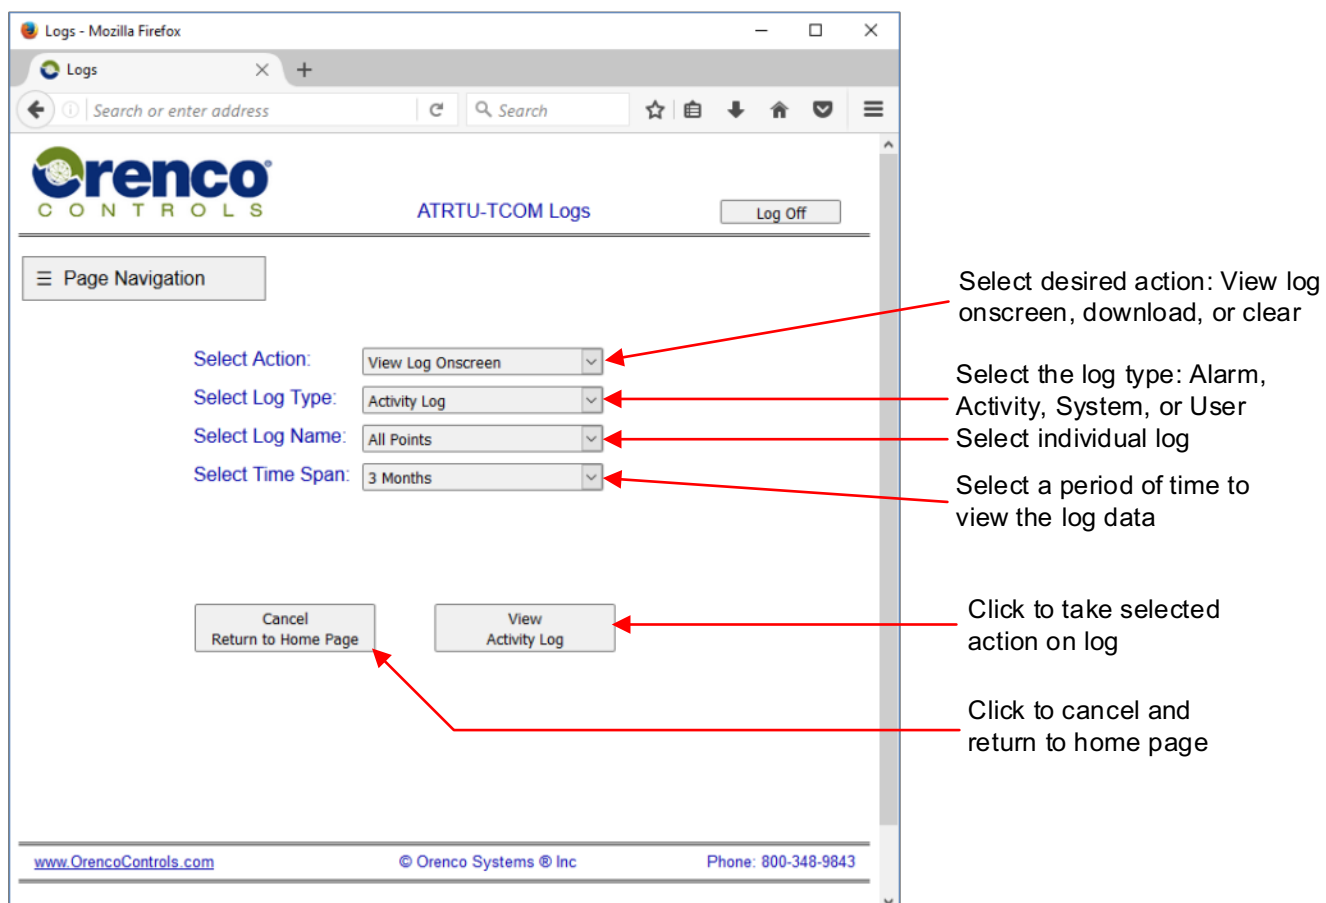 Logs - Mozilla Firefox
Logs
Search or enter address
Search
Orenco®
CONTROLS
ATRTU-TCOM Logs
Log Off
☰ Page Navigation
Select desired action: View log
onscreen, download, or clear
Select Action:
View Log Onscreen
Select the log type: Alarm,
Activity, System, or User
Select Log Type:
Activity Log
Select individual log
Select Log Name:
All Points
Select Time Span:
3 Months
Select a period of time to
view the log data
Cancel
Return to Home Page
View
Activity Log
Click to take selected
action on log
Click to cancel and
return to home page
www.OrencoControls.com
© Orenco Systems ® Inc
Phone: 800-348-9843